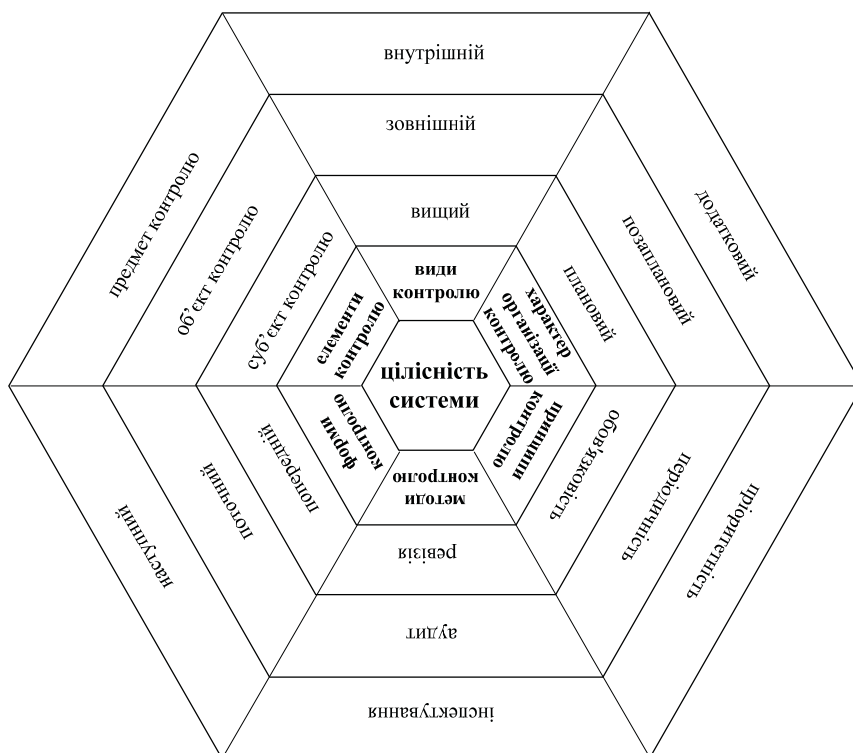 внутрішній
зовнішній
вищий
види
контролю
предмет контролю
об’єкт контролю
суб’єкт контролю
елементи
контролю
додатковий
позаплановий
плановий
характер
організації
контролю
цілісність
системи
форми
контролю
попередній
поточний
наступний
методи
контролю
ревізія
аудит
інспектування
принципи
контролю
обов'язковість
періодичність
пріоритетність